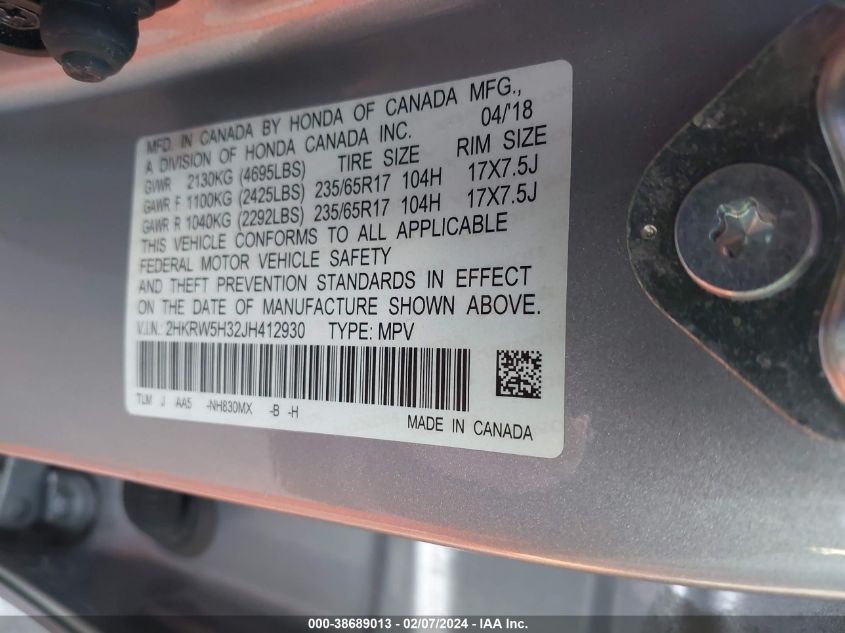 MFD. IN CANADA BY HONDA OF CANADA MFG.,
A DIVISION OF HONDA CANADA INC. 04/'18
GVWR 2130KG (4695LBS) TIRE SIZE RIM SIZE
GAWR F 1100KG (2425LBS) 235/65R17 104H 17X7.5J
GAWR R 1040KG (2292LBS) 235/65R17 104H 17X7.5J
THIS VEHICLE CONFORMS TO ALL APPLICABLE
FEDERAL MOTOR VEHICLE SAFETY
AND THEFT PREVENTION STANDARDS IN EFFECT
ON THE DATE OF MANUFACTURE SHOWN ABOVE.
V.I.N.: 2HKRW5H32JH412930 TYPE: MPV
TLM J AA5 -NH830MX -B -H
MADE IN CANADA
000-38689013 - 02/07/2024 - IAA Inc.